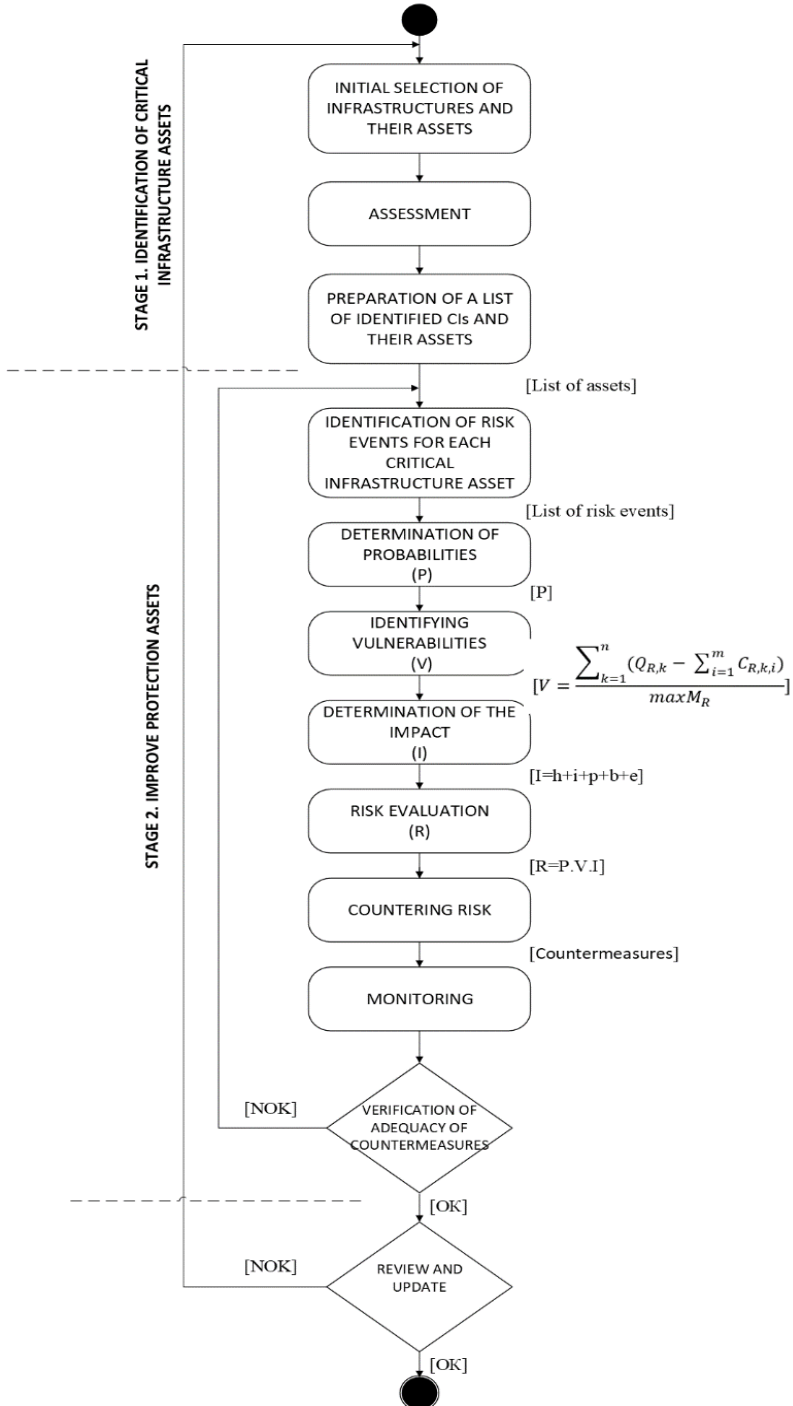 STAGE 1. IDENTIFICATION OF CRITICAL
INFRASTRUCTURE ASSETS
INITIAL SELECTION OF
INFRASTRUCTURES AND
THEIR ASSETS
ASSESSMENT
PREPARATION OF A LIST
OF IDENTIFIED CIs AND
THEIR ASSETS
[List of assets]
STAGE 2. IMPROVE PROTECTION ASSETS
IDENTIFICATION OF RISK
EVENTS FOR EACH
CRITICAL
INFRASTRUCTURE ASSET
[List of risk events]
DETERMINATION OF
PROBABILITIES
(P)
[P]
IDENTIFYING
VULNERABILITIES
(V)
[V = \frac{\sum_{k=1}^{n} (Q_{R,k} - \sum_{i=1}^{m} C_{R,k,i})}{maxM_R}]
DETERMINATION OF THE
IMPACT
(I)
[I=h+i+p+b+e]
RISK EVALUATION
(R)
[R=P.V.I]
COUNTERING RISK
[Countermeasures]
MONITORING
[NOK]
VERIFICATION OF
ADEQUACY OF
COUNTERMEASURES
[OK]
[NOK]
REVIEW AND
UPDATE
[OK]